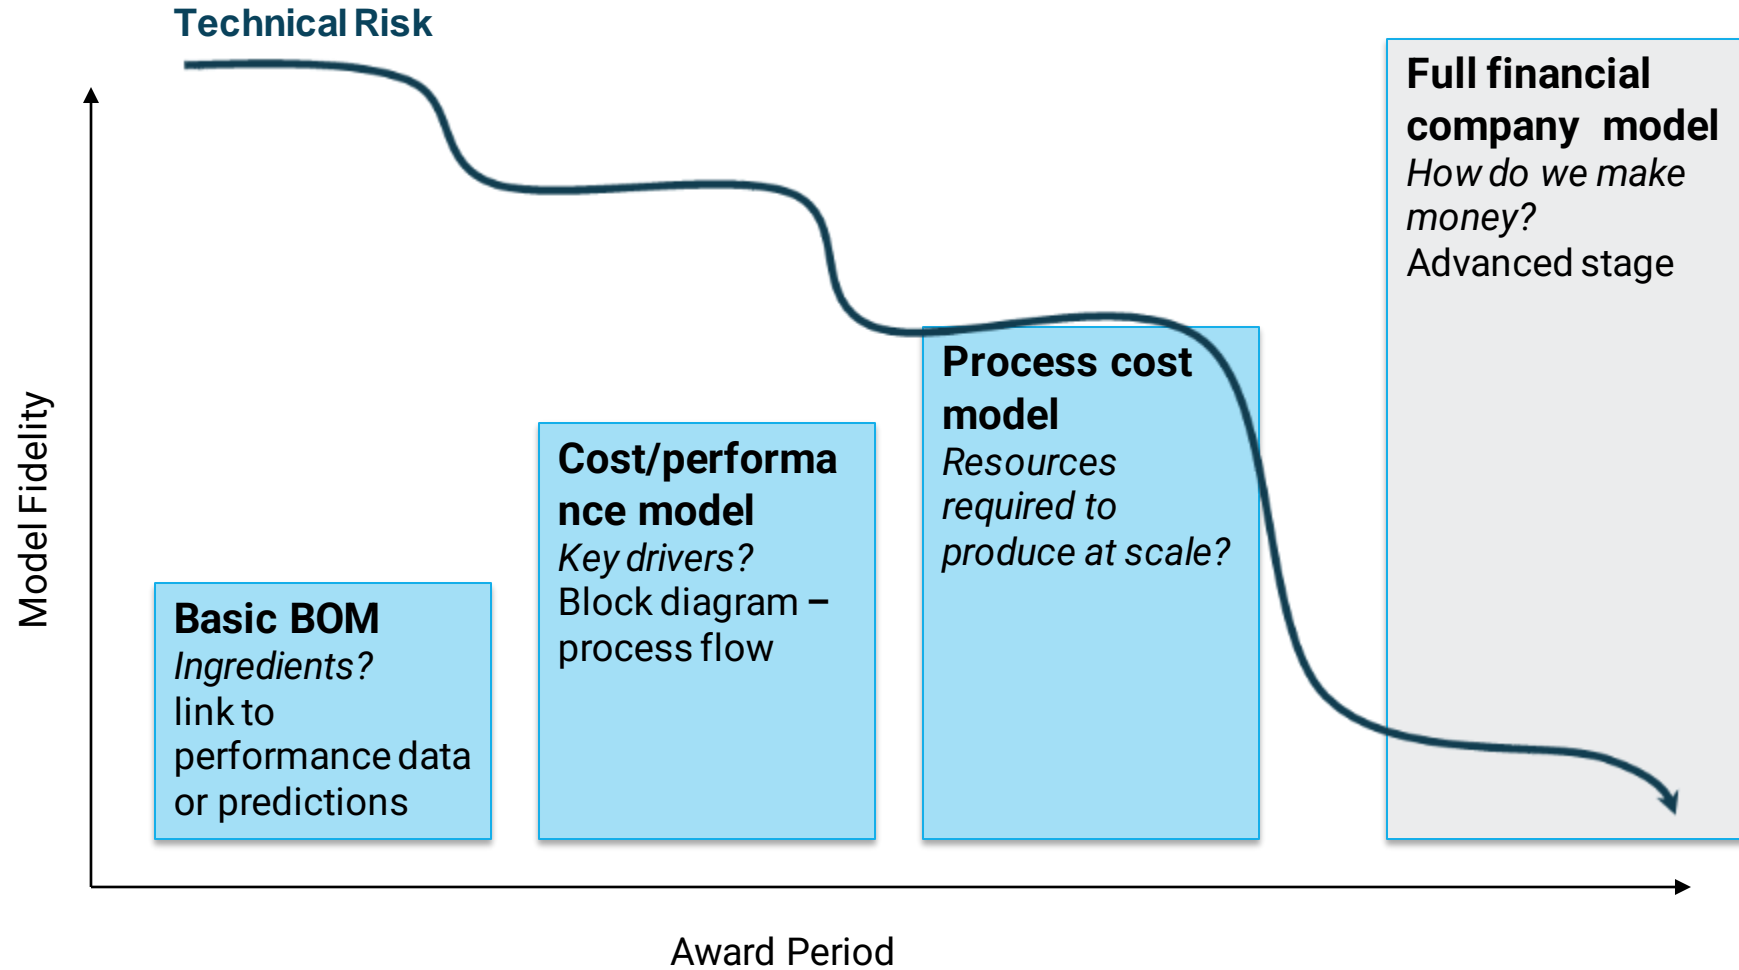 Technical Risk
Full financial
company model
How do we make
money?
Advanced stage
Process cost
model
Resources
required to
produce at scale?
Cost/performa
nce model
Key drivers?
Block diagram –
process flow
Basic BOM
Ingredients?
link to
performance data
or predictions
Model Fidelity
Award Period